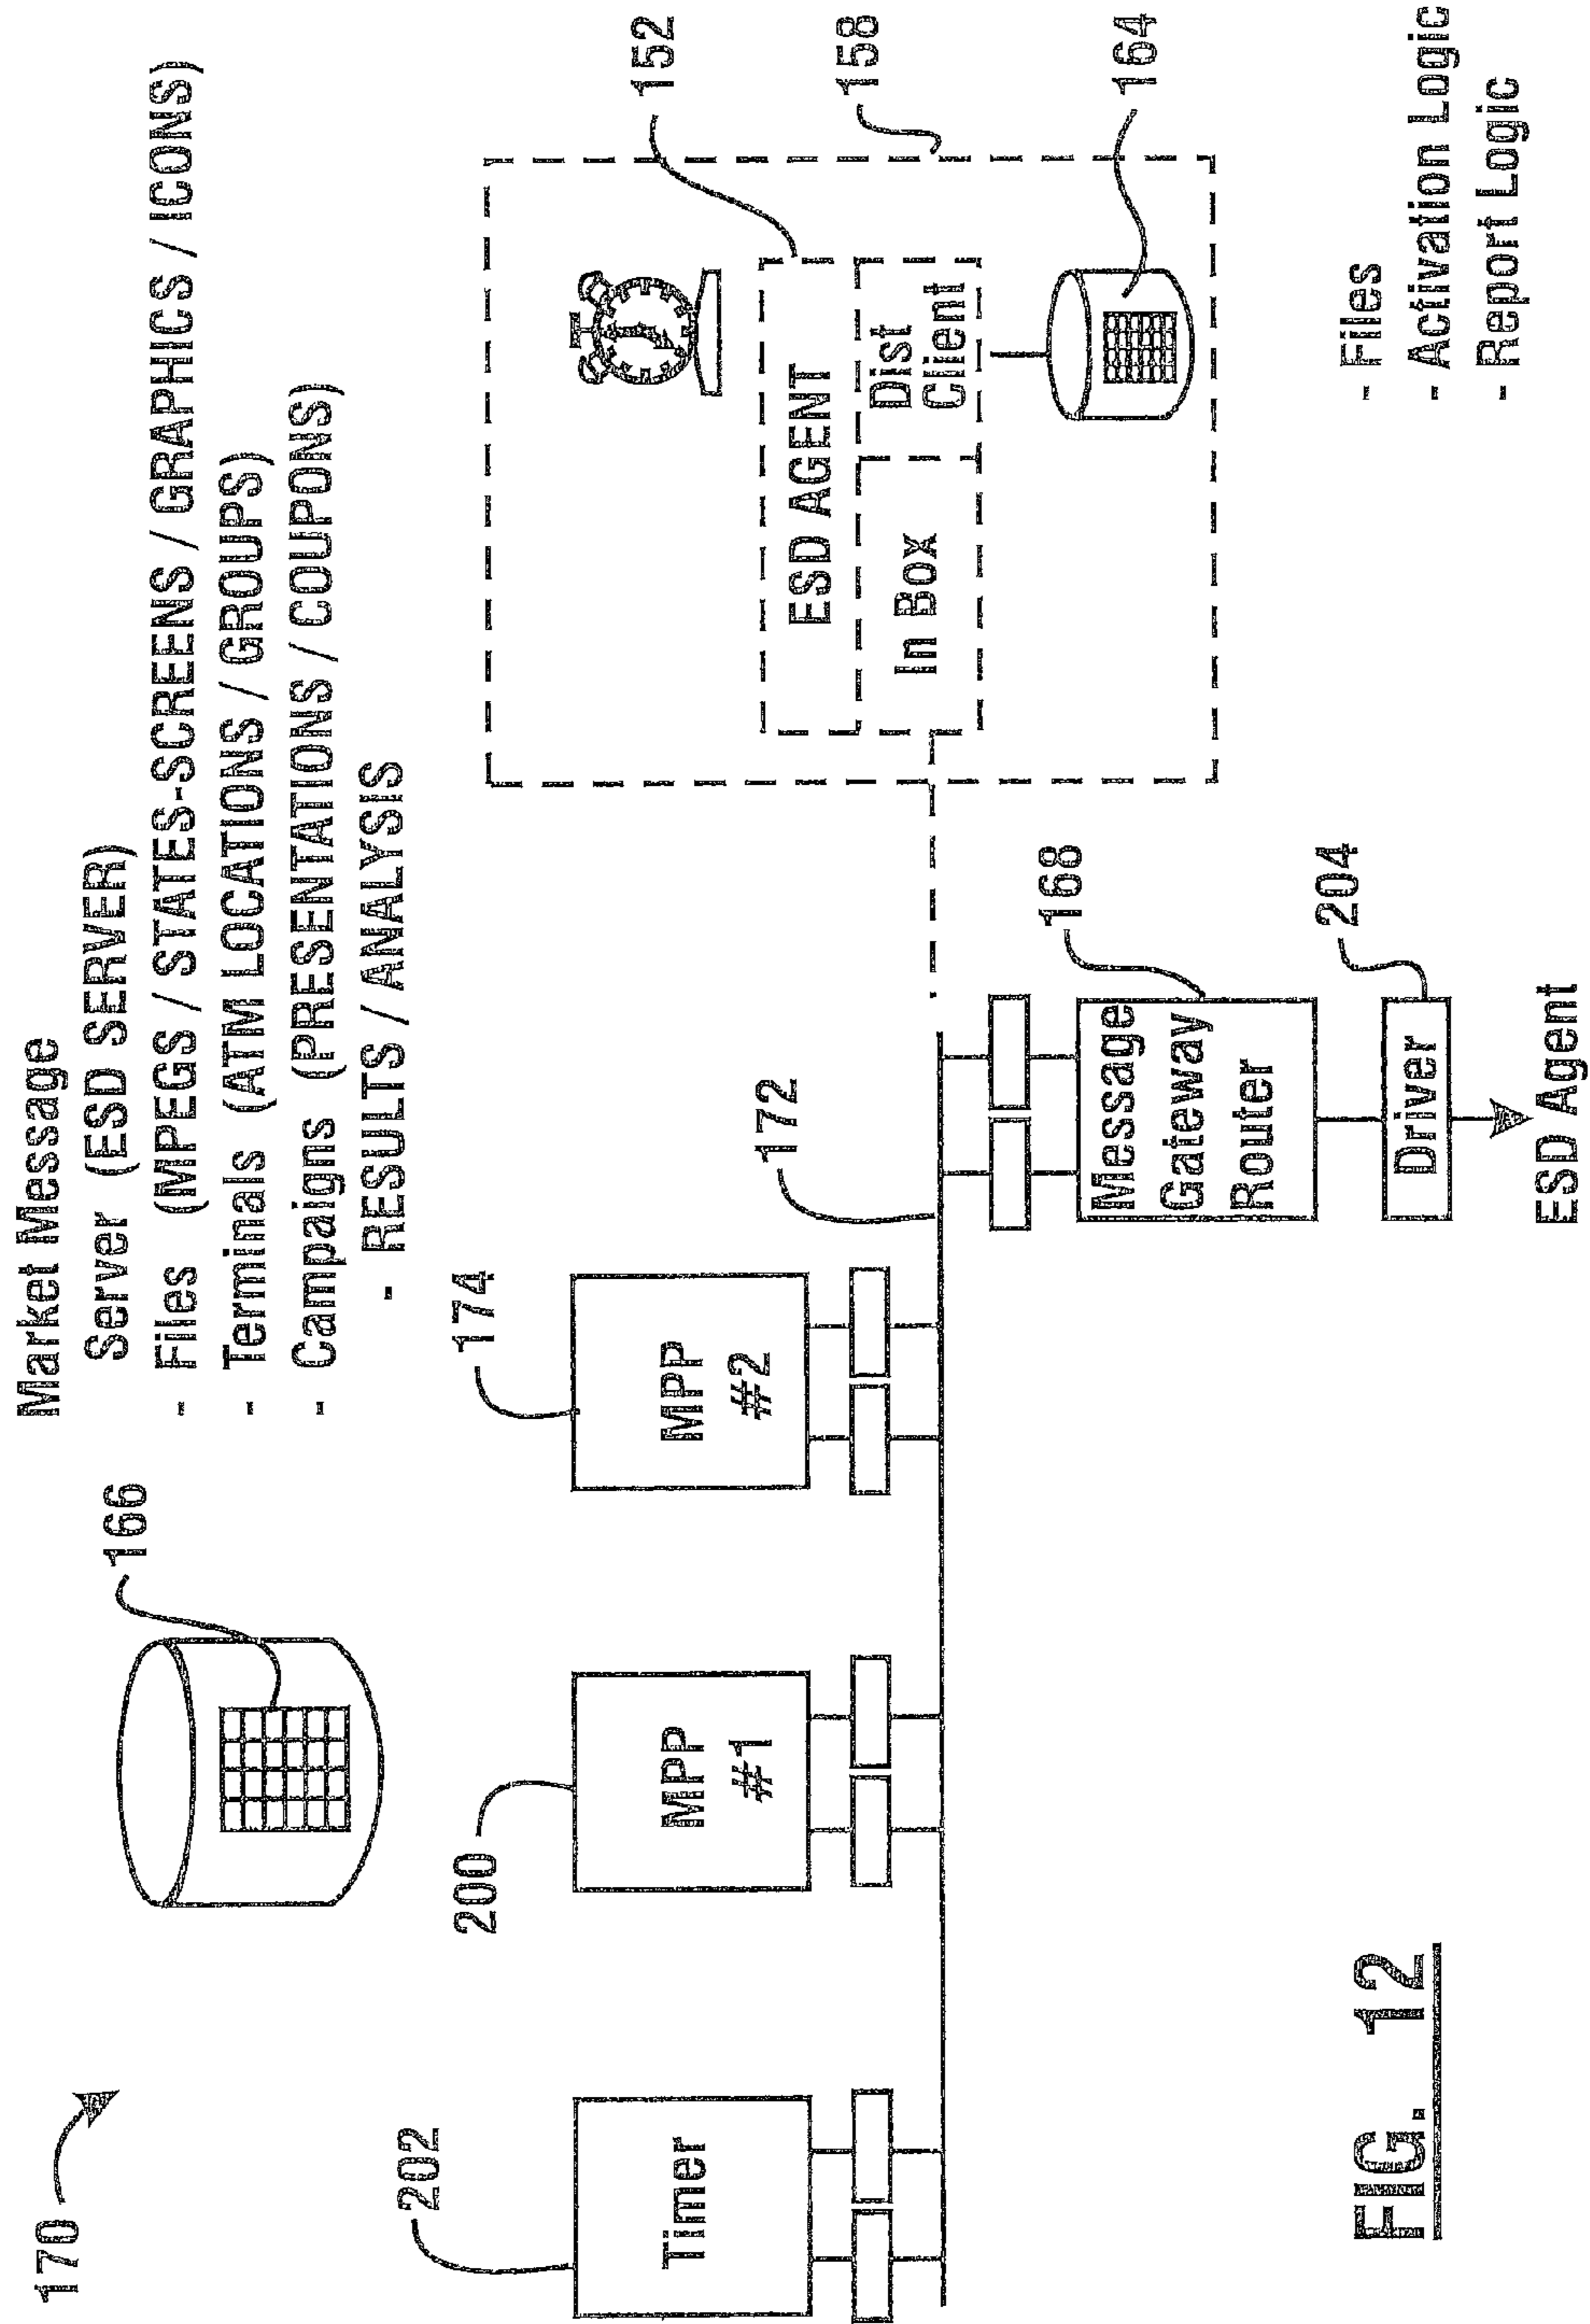 170
166
Market Message
Server (ESD SERVER)
- Files (MPEGS / STATES-SCREENS / GRAPHICS / ICONS)
- Terminals (ATM LOCATIONS / GROUPS)
- Campaigns (PRESENTATIONS / COUPONS)
- RESULTS / ANALYSIS
202
200
174
Timer
MPP
#1
MPP
#2
172
152
158
164
ESD AGENT
In Box
Dist
Client
168
Message
Gateway
Router
204
Driver
ESD Agent
- Files
- Activation Logic
- Report Logic
FIG. 12